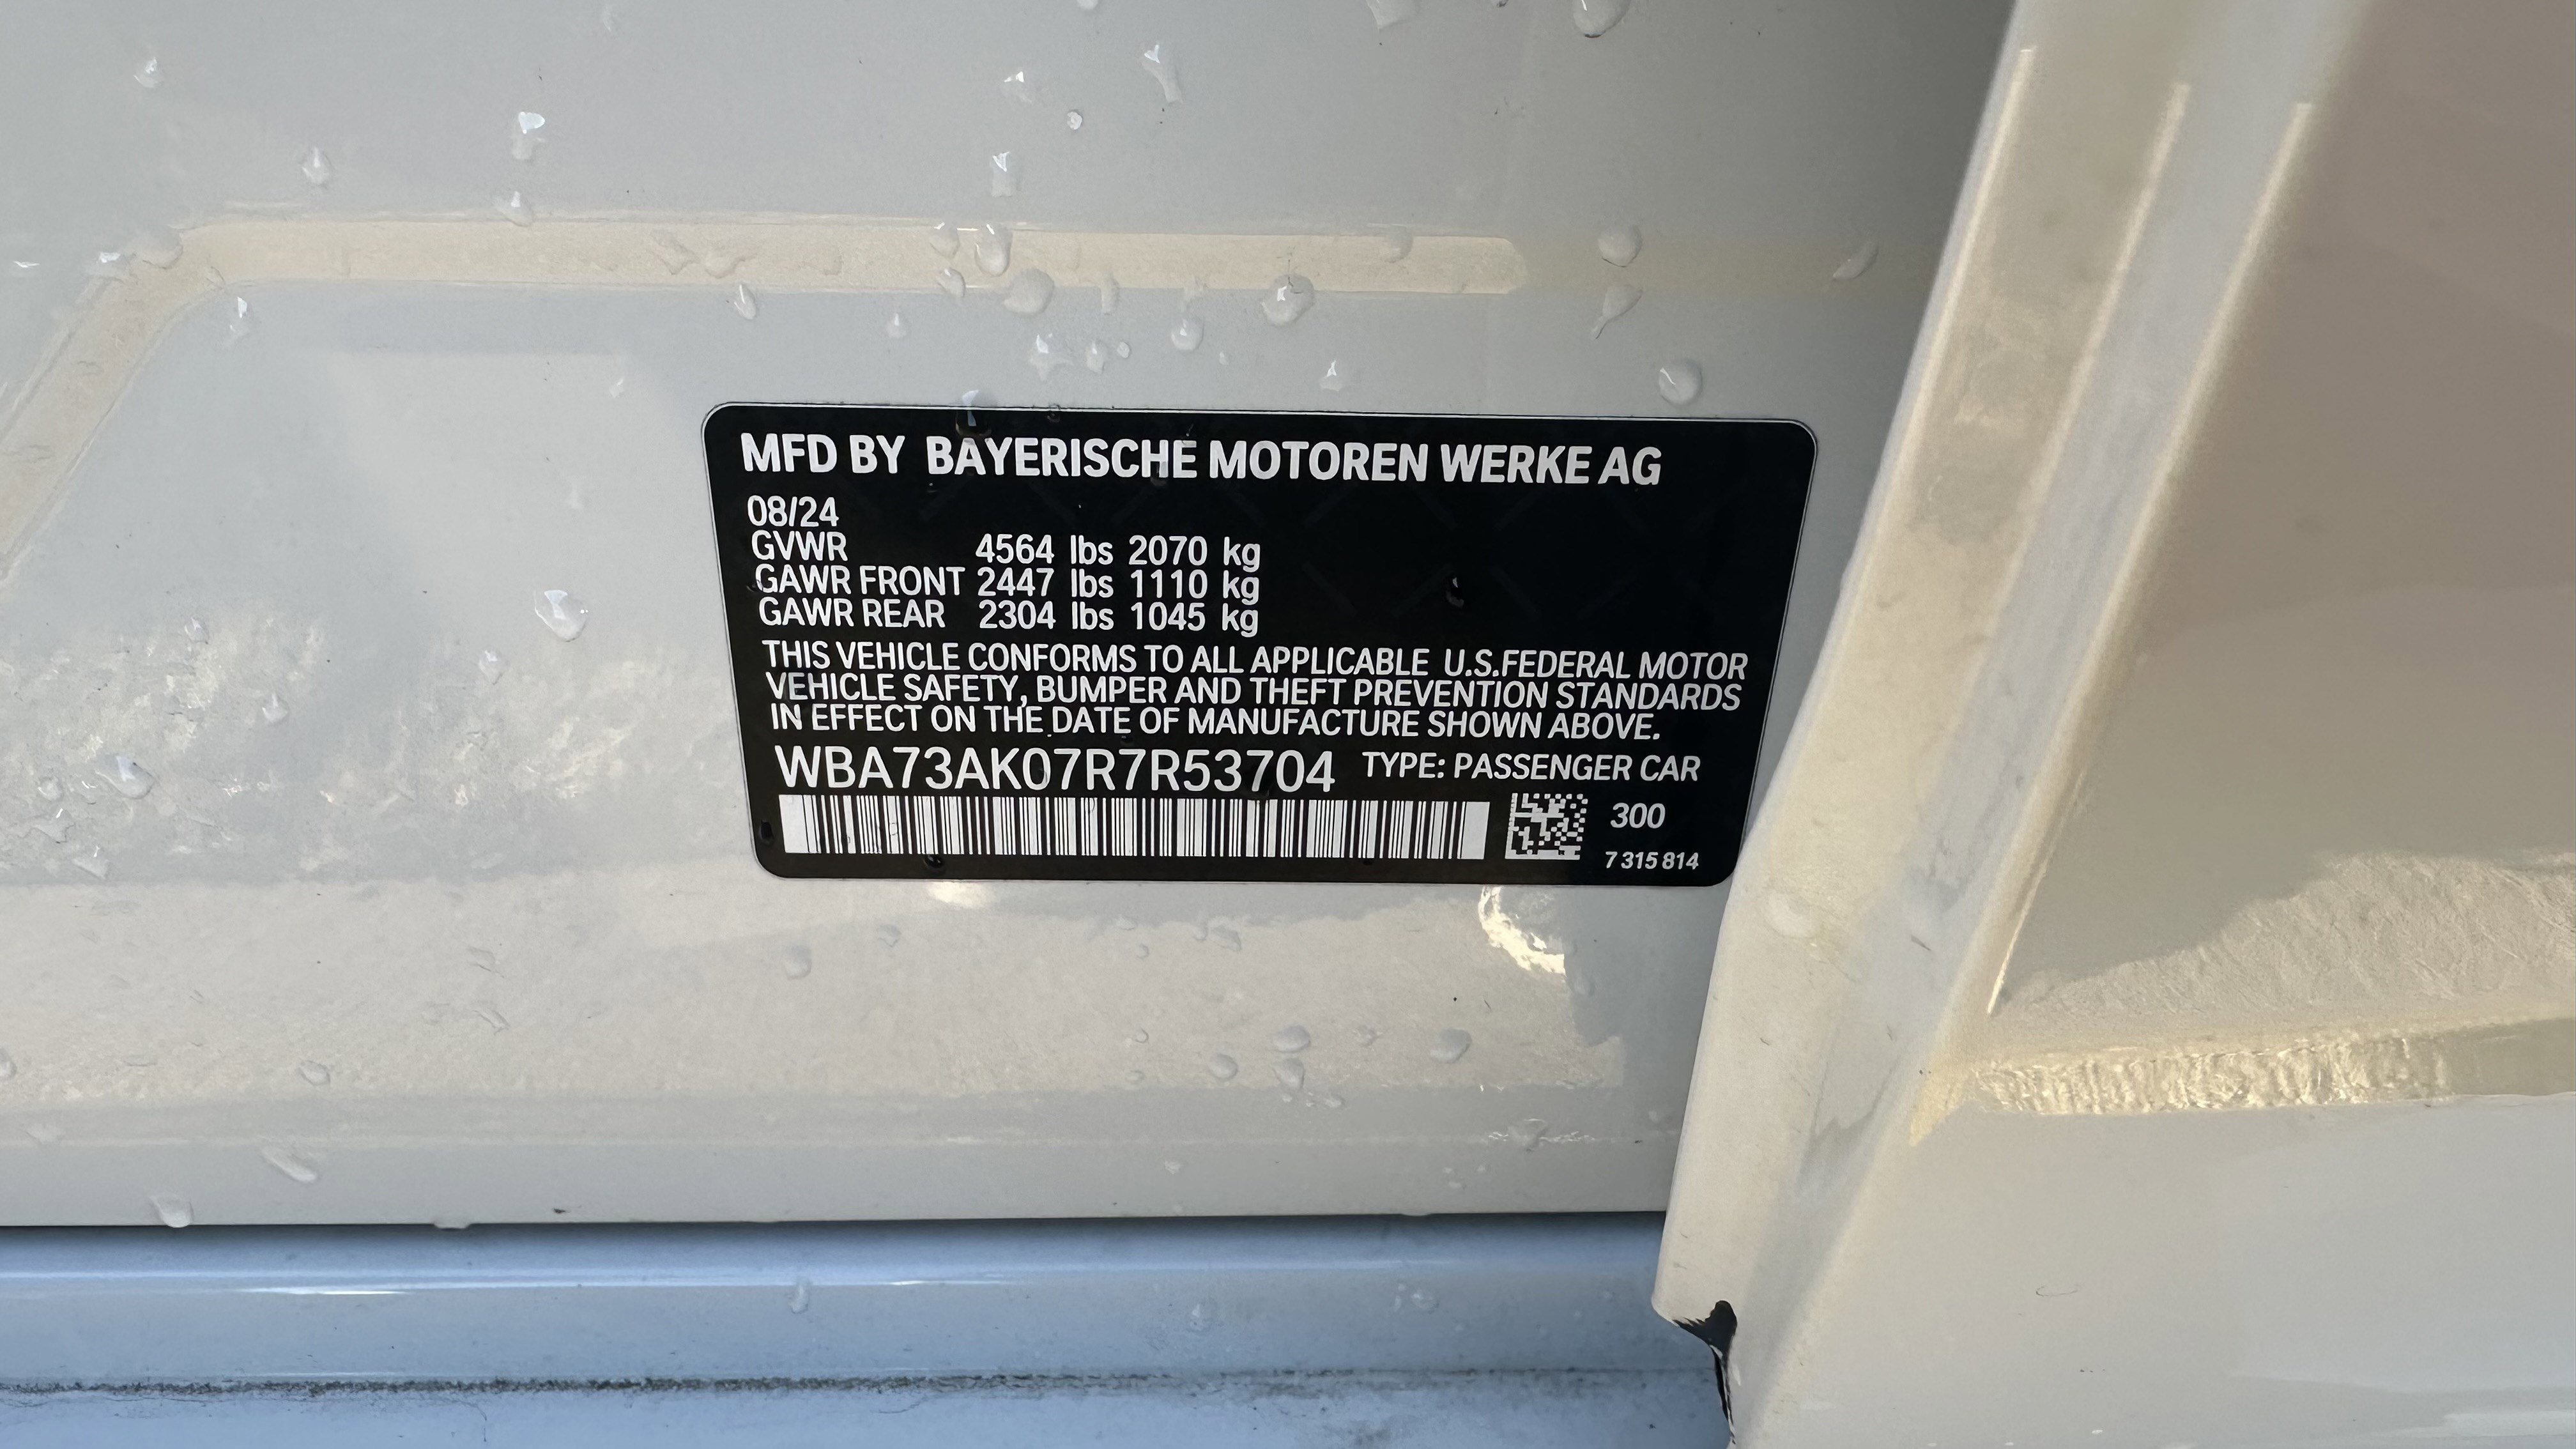 MFD BY BAYERISCHE MOTOREN WERKE AG
08/24
GVWR 4564 lbs 2070 kg
GAWR FRONT 2447 lbs 1110 kg
GAWR REAR 2304 lbs 1045 kg
THIS VEHICLE CONFORMS TO ALL APPLICABLE U.S.FEDERAL MOTOR
VEHICLE SAFETY, BUMPER AND THEFT PREVENTION STANDARDS
IN EFFECT ON THE DATE OF MANUFACTURE SHOWN ABOVE.
WBA73AK07R7R53704 TYPE: PASSENGER CAR
300
7 315 814